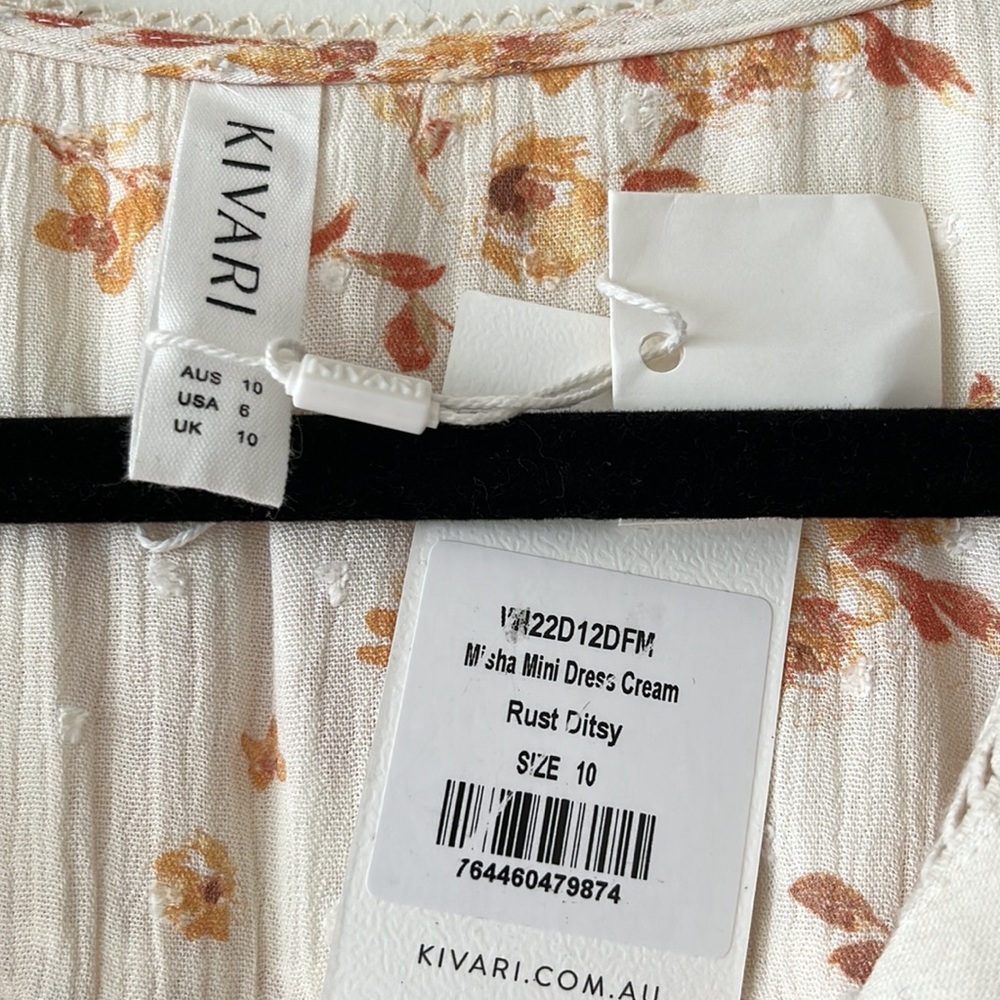 KIVARI
AUS 10
USA 6
UK 10
KIVARI
Misha Mini Dress Cream
Rust Ditsy
SIZE 10
764460479874
KIVARI.COM.AU